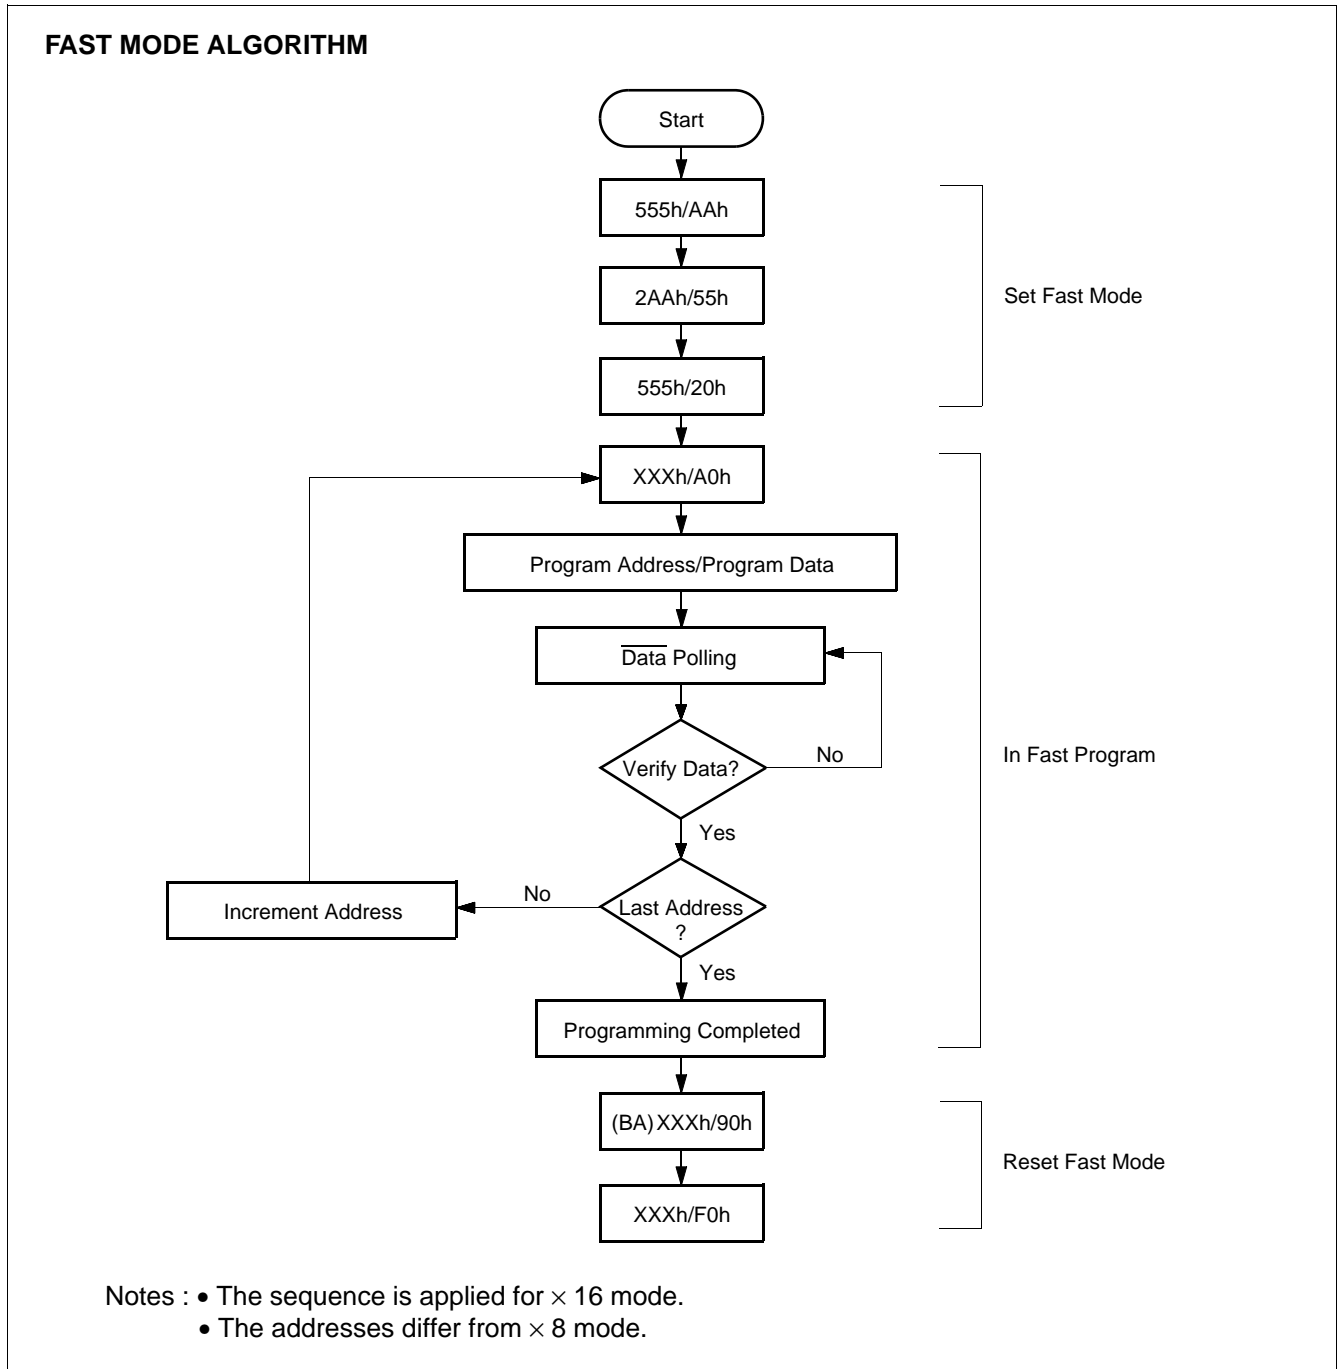 FAST MODE ALGORITHM
Start
555h/AAh
2AAh/55h
Set Fast Mode
555h/20h
XXXh/A0h
Program Address/Program Data
Data Polling
Verify Data?
No
In Fast Program
Yes
Increment Address
No
Last Address
?
Yes
Programming Completed
(BA)XXXh/90h
Reset Fast Mode
XXXh/F0h
Notes : • The sequence is applied for × 16 mode.
• The addresses differ from × 8 mode.